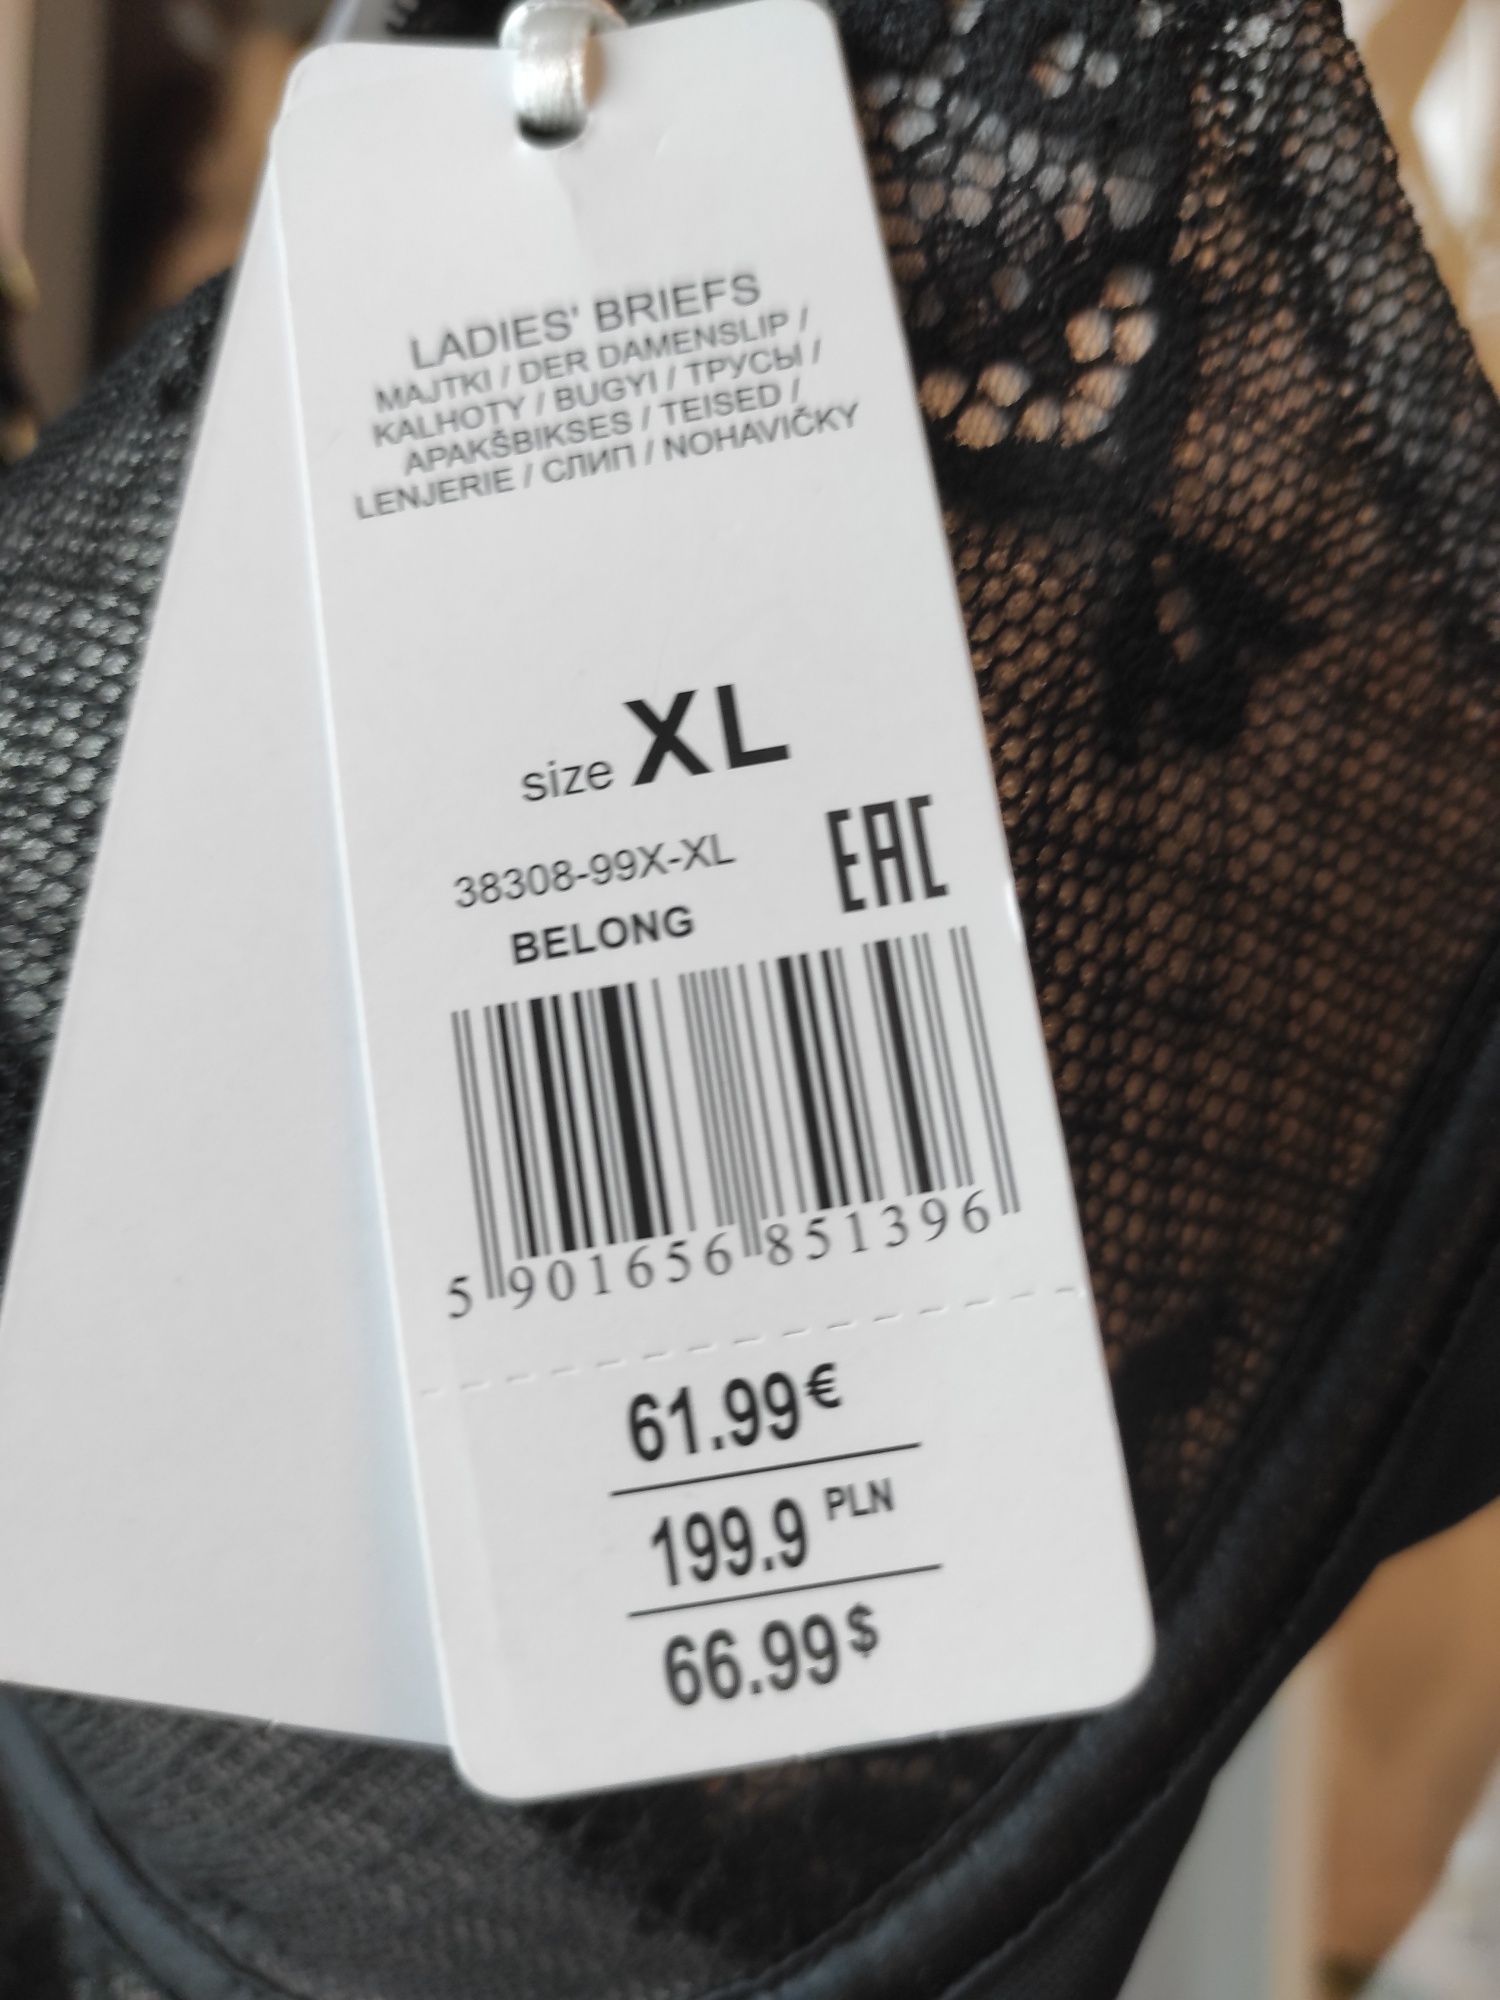 LADIES' BRIEFS
MAJTKI / DER DAMENSLIP /
KALHOTY / BUGYI / ТРУСЫ /
APAKŠBIKSES / TEISED /
LENJERIE / СЛИП / NOHAVIČKY
size XL
38308-99X-XL
BELONG
EAC
5 901656 851396
61.99€
199.9 PLN
66.99$